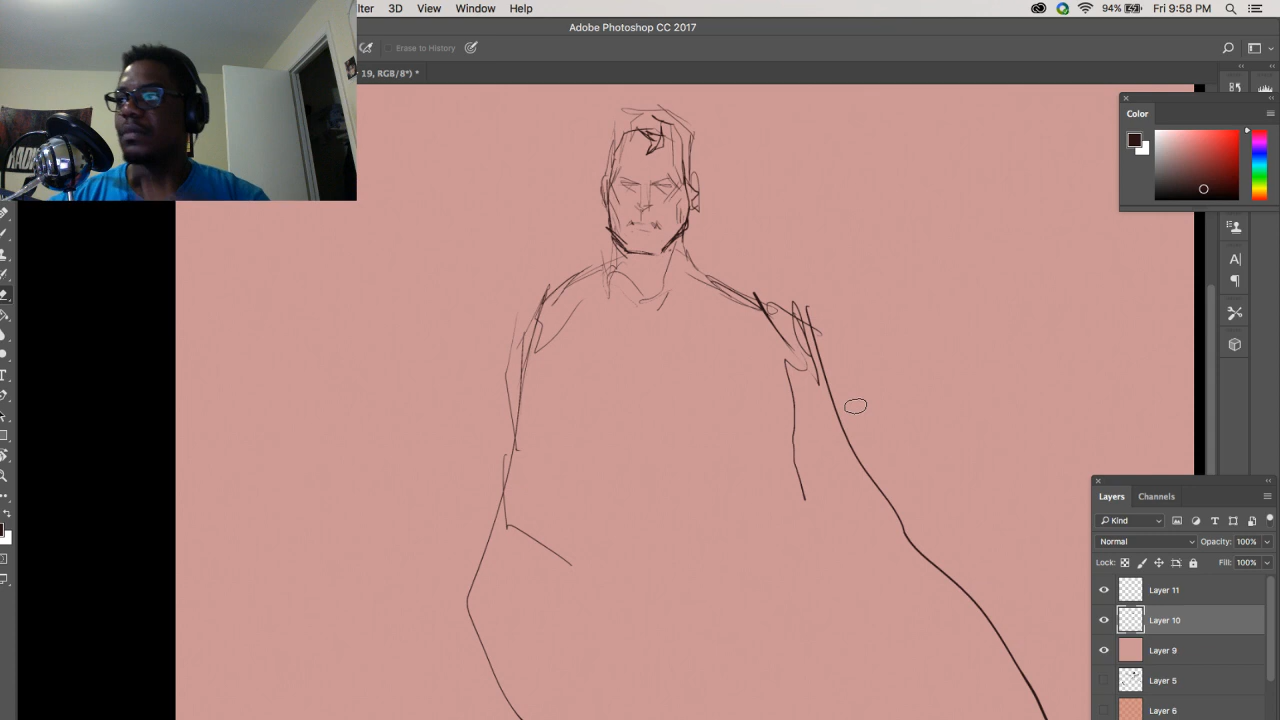 lter 3D View Window Help
94% Fri 9:58 PM
Adobe Photoshop CC 2017
Erase to History
19, RGB/8*) *
Color
Layers Channels
Kind
Normal Opacity: 100%
Lock: Fill: 100%
Layer 11
Layer 10
Layer 9
Layer 5
Layer 6